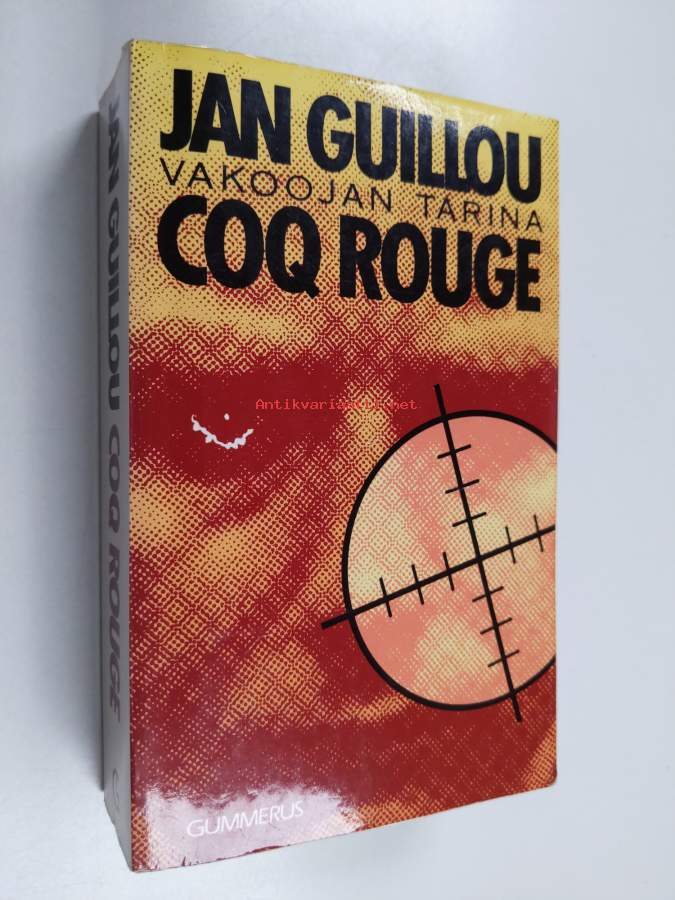 JAN GUILLOU
VAKOOJAN TARINA
COQ ROUGE
GUMMERUS
JAN GUILLOU COQ ROUGE
Antikvariaatti.net